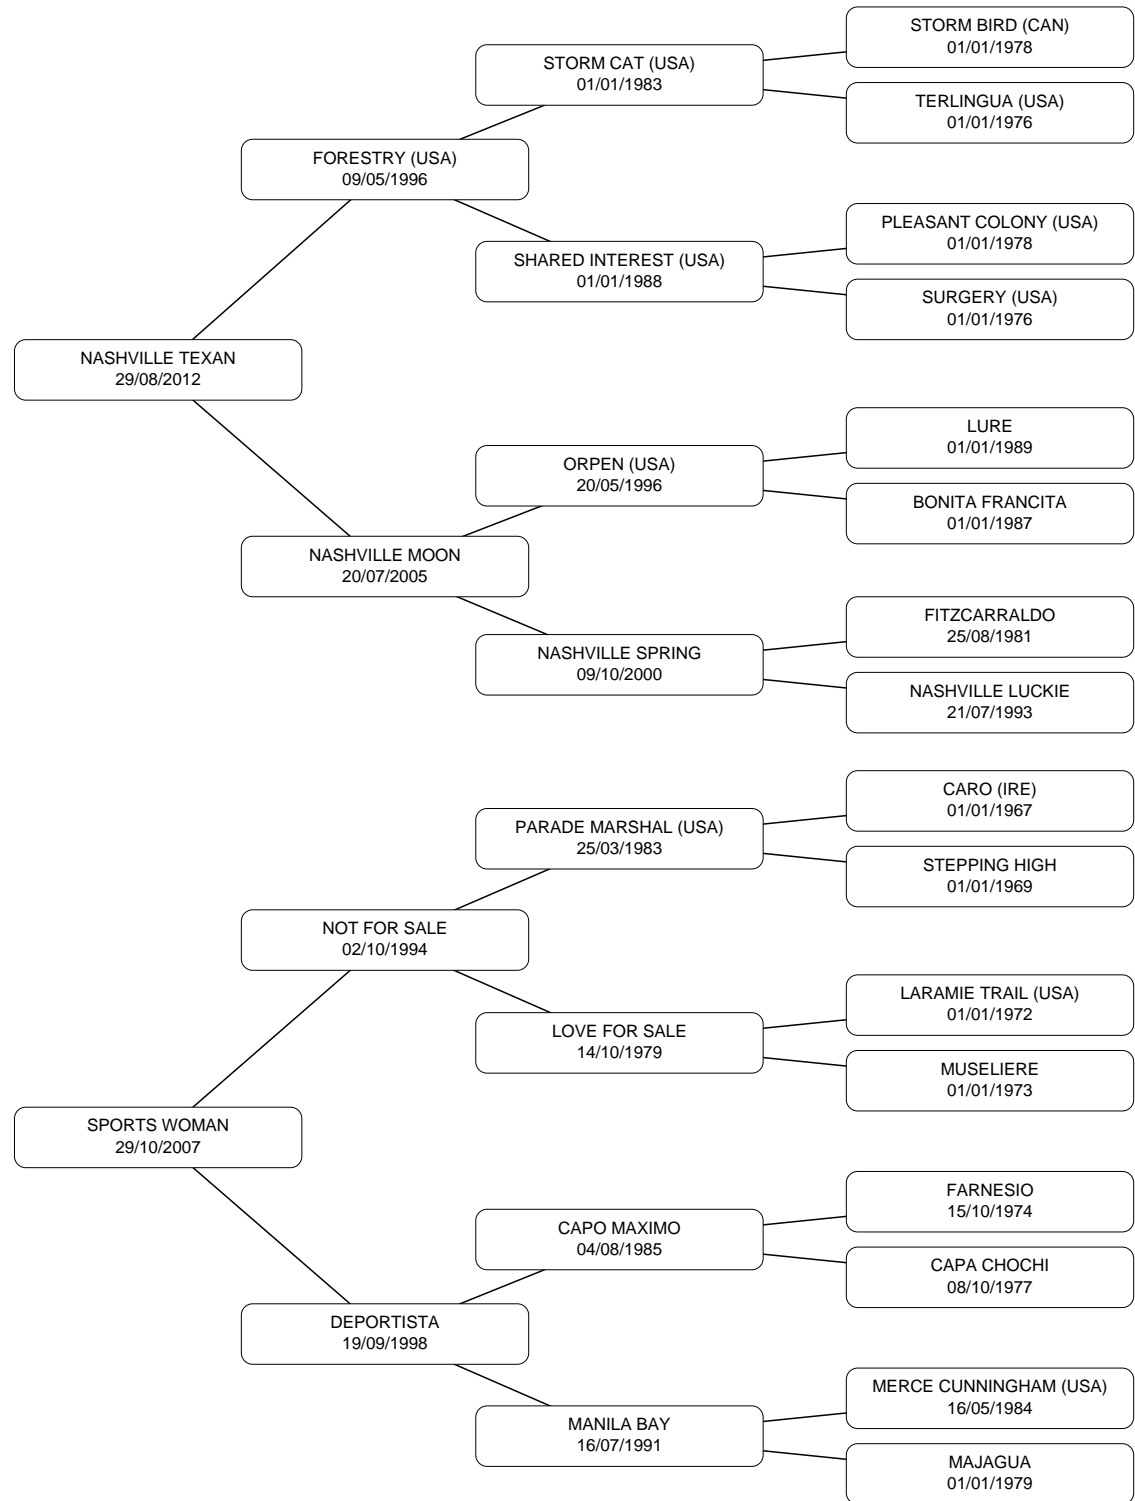 STORM BIRD (CAN)
01/01/1978
STORM CAT (USA)
01/01/1983
TERLINGUA (USA)
01/01/1976
FORESTRY (USA)
09/05/1996
PLEASANT COLONY (USA)
01/01/1978
SHARED INTEREST (USA)
01/01/1988
SURGERY (USA)
01/01/1976
NASHVILLE TEXAN
29/08/2012
LURE
01/01/1989
ORPEN (USA)
20/05/1996
BONITA FRANCITA
01/01/1987
NASHVILLE MOON
20/07/2005
FITZCARRALDO
25/08/1981
NASHVILLE SPRING
09/10/2000
NASHVILLE LUCKIE
21/07/1993
CARO (IRE)
01/01/1967
PARADE MARSHAL (USA)
25/03/1983
STEPPING HIGH
01/01/1969
NOT FOR SALE
02/10/1994
LARAMIE TRAIL (USA)
01/01/1972
LOVE FOR SALE
14/10/1979
MUSELIERE
01/01/1973
SPORTS WOMAN
29/10/2007
FARNESIO
15/10/1974
CAPO MAXIMO
04/08/1985
CAPA CHOCHI
08/10/1977
DEPORTISTA
19/09/1998
MERCE CUNNINGHAM (USA)
16/05/1984
MANILA BAY
16/07/1991
MAJAGUA
01/01/1979